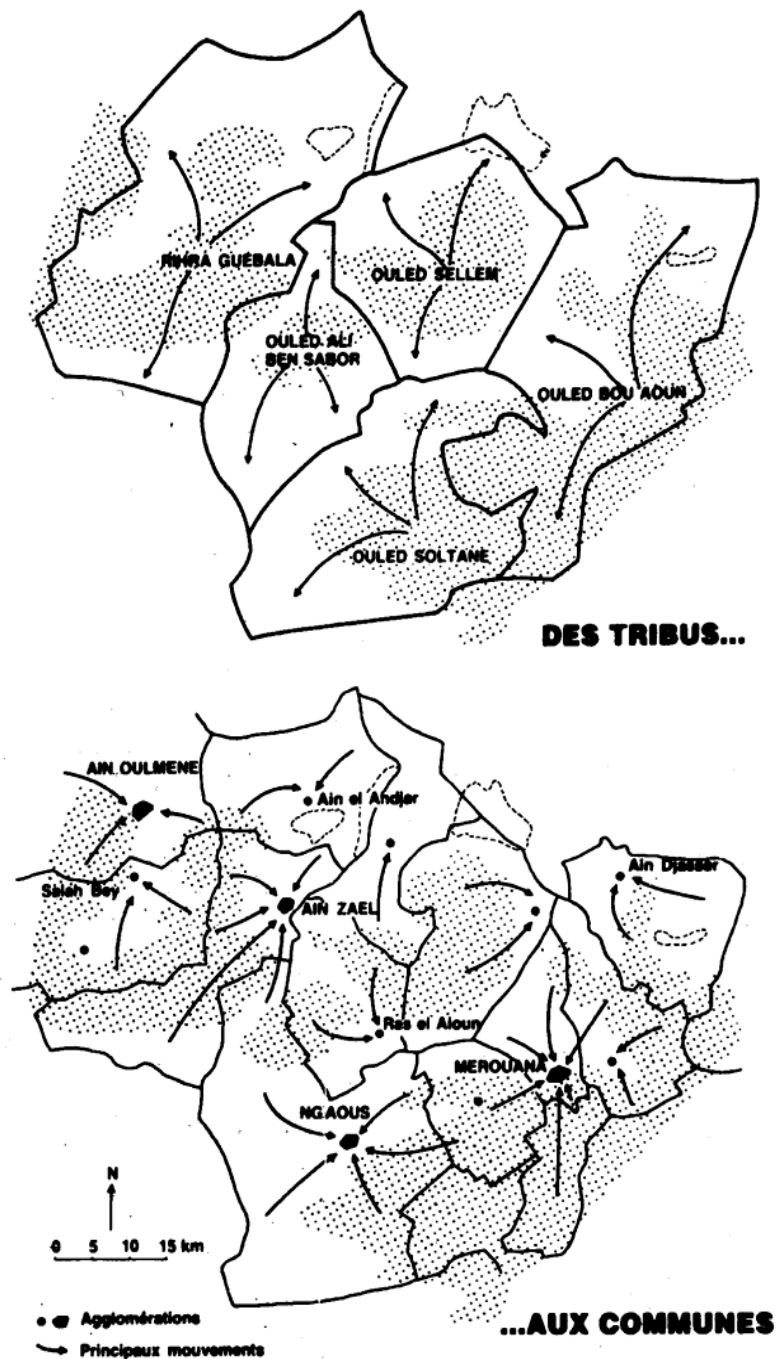 RIHRA GUÉBALA
OULED SELLEM
OULED ALI
BEN SABOR
OULED BOU AOUN
OULED SOLTANE
DES TRIBUS...
AIN OULMENE
Ain el Ahdjar
Salah Bey
Ain Djasser
AIN ZAEL
Ras el Aioun
MEROUANA
NGAOUS
N
0 5 10 15 km
Agglomérations
Principaux mouvements
...AUX COMMUNES